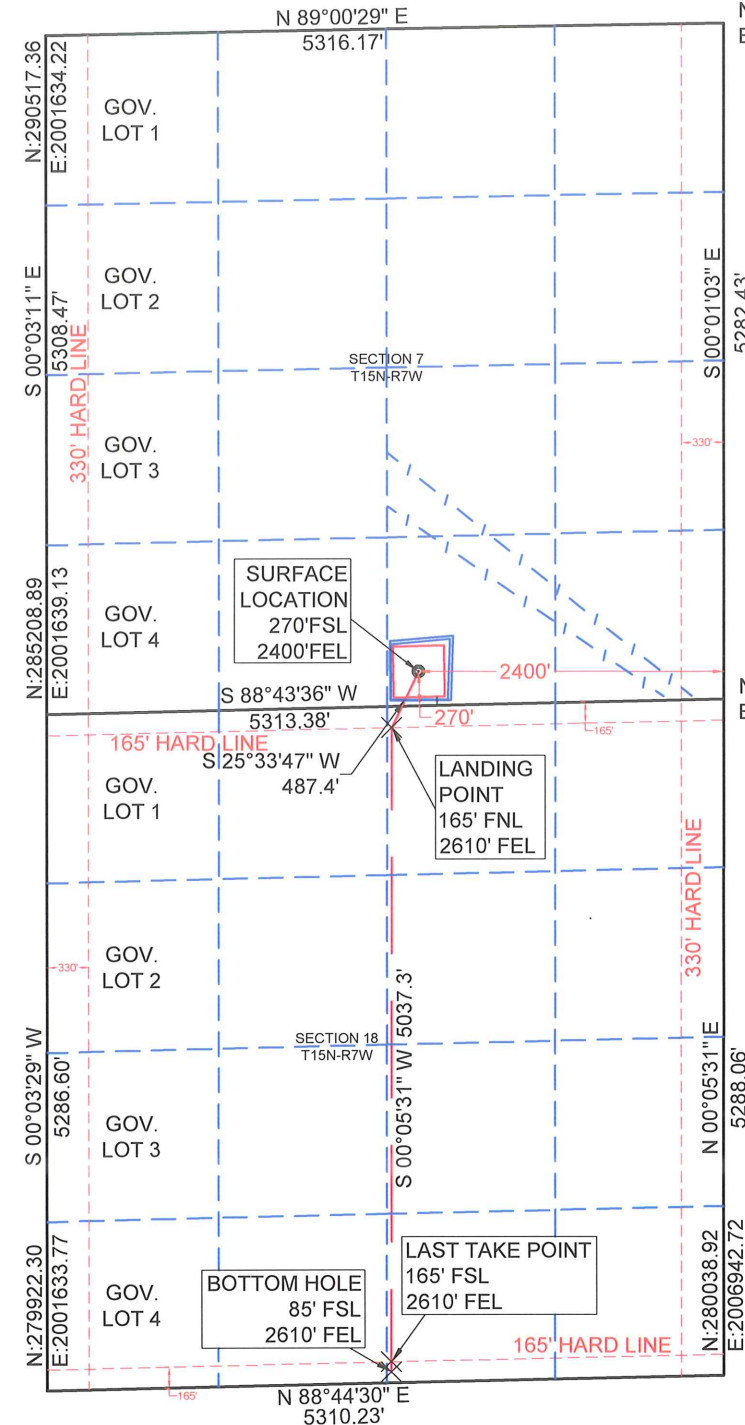 N 89°00'29" E
5316.17'
N:290517.36
E:2001634.22
GOV.
LOT 1
GOV.
LOT 2
S 00°03'11" E
5308.47'
330' HARD LINE
SECTION 7
T15N-R7W
S 00°01'03" E
5282.43'
330'
GOV.
LOT 3
N:285208.89
E:2001639.13
GOV.
LOT 4
SURFACE
LOCATION
270'FSL
2400'FEL
2400'
270'
S 88°43'36" W
5313.38'
165' HARD LINE
165'
S 25°33'47" W
487.4'
LANDING
POINT
165' FNL
2610' FEL
GOV.
LOT 1
330' HARD LINE
GOV.
LOT 2
330'
S 00°05'31" W 5037.3'
SECTION 18
T15N-R7W
S 00°03'29" W
5286.60'
N 00°05'31" E
5288.06'
GOV.
LOT 3
N:279922.30
E:2001633.77
GOV.
LOT 4
BOTTOM HOLE
85' FSL
2610' FEL
LAST TAKE POINT
165' FSL
2610' FEL
165' HARD LINE
N:280038.92
E:2006942.72
165'
N 88°44'30" E
5310.23'